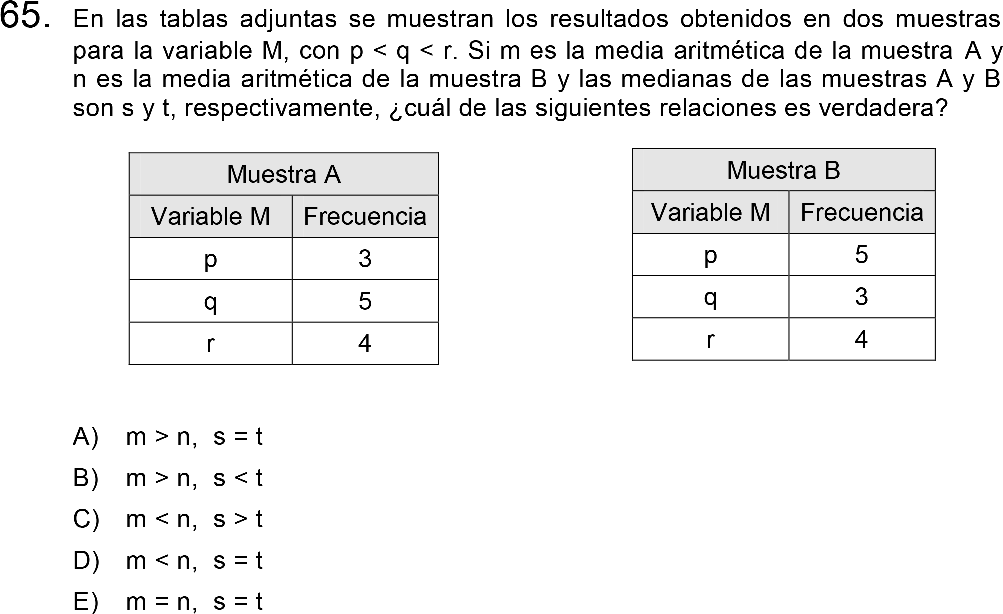 65. En las tablas adjuntas se muestran los resultados obtenidos en dos muestras
para la variable M, con p < q < r. Si m es la media aritmética de la muestra A y
n es la media aritmética de la muestra B y las medianas de las muestras A y B
son s y t, respectivamente, ¿cuál de las siguientes relaciones es verdadera?
Muestra A
Variable M Frecuencia
p 3
q 5
r 4
Muestra B
Variable M Frecuencia
p 5
q 3
r 4
A) m > n, s = t
B) m > n, s < t
C) m < n, s > t
D) m < n, s = t
E) m = n, s = t